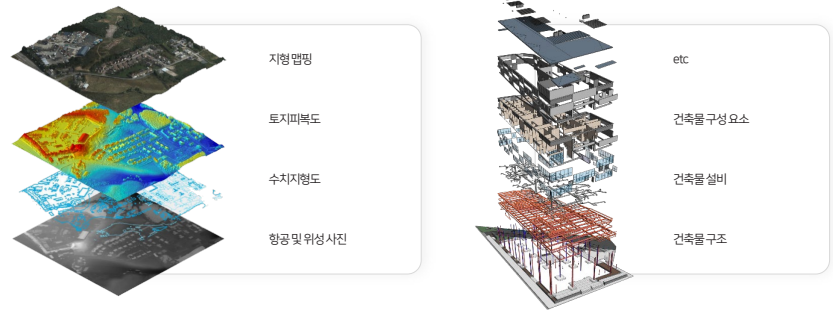 지형 맵핑
토지피복도
수치지형도
항공 및 위성 사진
etc
건축물 구성 요소
건축물 설비
건축물 구조